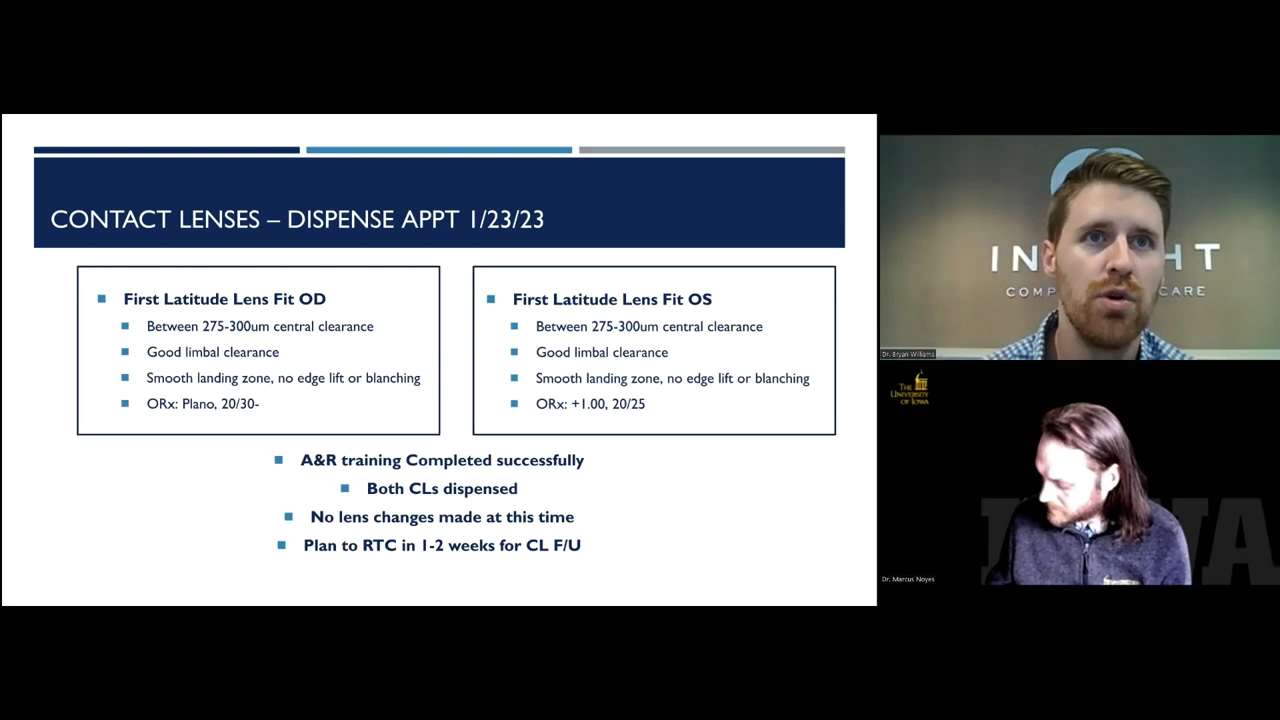 CONTACT LENSES – DISPENSE APPT 1/23/23
First Latitude Lens Fit OD
Between 275-300um central clearance
Good limbal clearance
Smooth landing zone, no edge lift or blanching
ORx: Plano, 20/30-
First Latitude Lens Fit OS
Between 275-300um central clearance
Good limbal clearance
Smooth landing zone, no edge lift or blanching
ORx: +1.00, 20/25
A&R training Completed successfully
Both CLs dispensed
No lens changes made at this time
Plan to RTC in 1-2 weeks for CL F/U
Dr. Bryan Williams
THE
UNIVERSITY
OF IOWA
Dr. Marcus Noyes